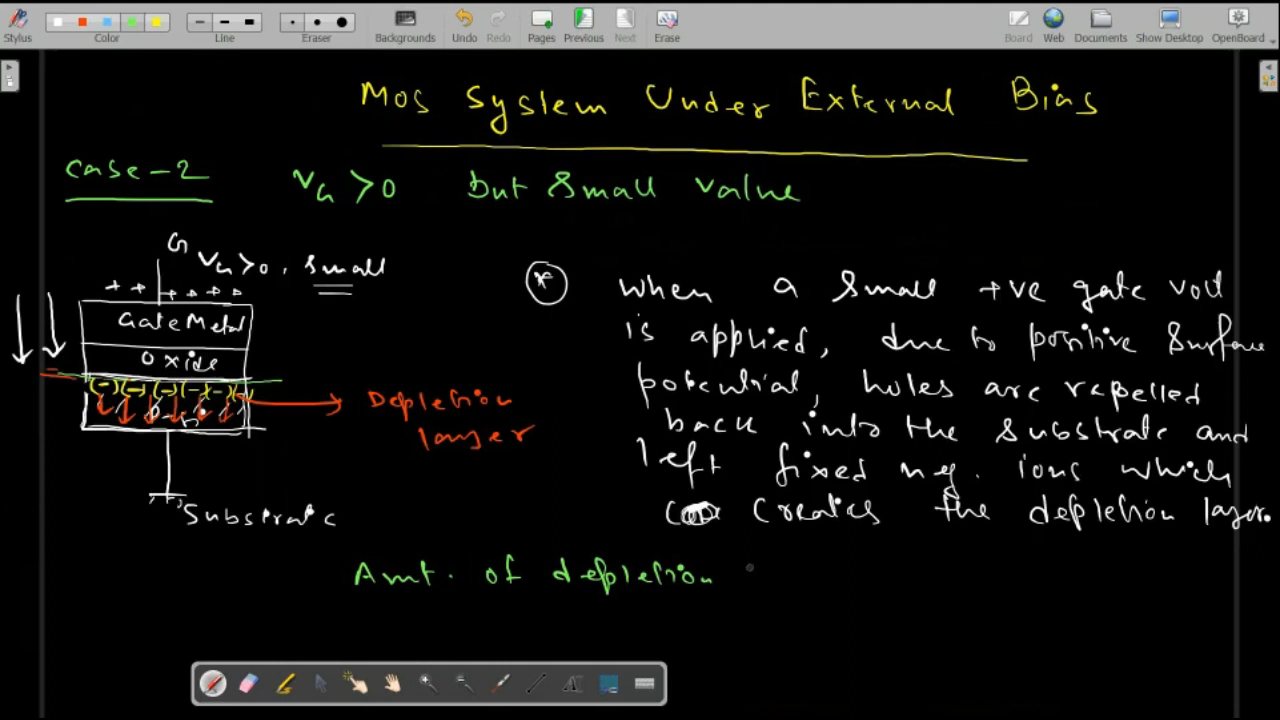 Stylus
Color
Line
Eraser
Backgrounds
Undo
Redo
Pages
Previous
Next
Erase
Board
Web
Documents
Show Desktop
OpenBoard
Mos System Under External Bias
Case-2 VG >0 but small value
G
VG>0, small
+ + + + + +
Gate Metal
Oxide
(-) (-) (-) (-) (-)
Depletion
layer
Substrate
* When a small +ve gate volt
is applied, due to positive surface
potential, holes are repelled
back into the substrate and
left fixed neg. ions which
creates the depletion layer.
Amt. of depletion